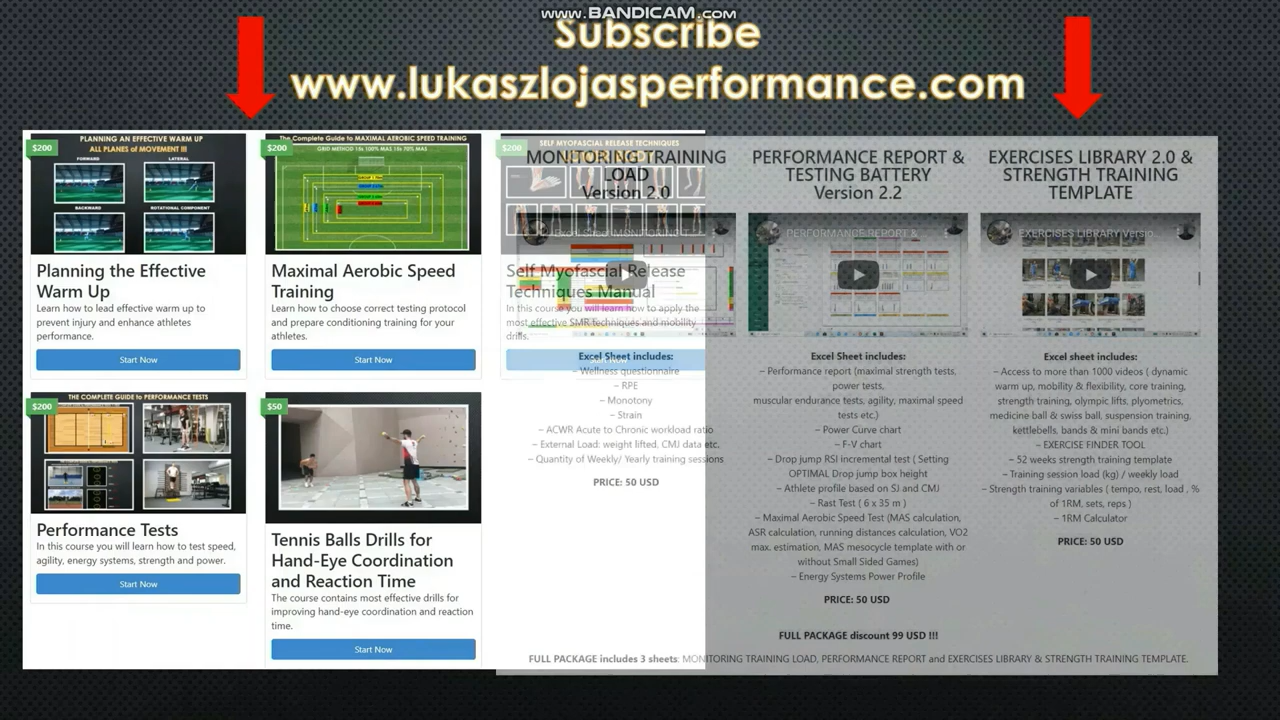 www.BANDICAM.com
Subscribe
www.lukaszlojasperformance.com
$200
PLANNING AN EFFECTIVE WARM UP
ALL PLANES of MOVEMENT !!!
FORWARD
LATERAL
BACKWARD
ROTATIONAL COMPONENT
Planning the Effective
Warm Up
Learn how to lead effective warm up to
prevent injury and enhance athletes
performance.
Start Now
$200
The Complete Guide to MAXIMAL AEROBIC SPEED TRAINING
GRID METHOD 15s 100% MAS 15s 70% MAS
Maximal Aerobic Speed
Training
Learn how to choose correct testing protocol
and prepare conditioning training for your
athletes.
Start Now
$200
SELF MYOFASCIAL RELEASE TECHNIQUES
Self Myofascial Release
Techniques Manual
In this course you will learn how to apply the
most effective SMR techniques and mobility
drills.
$200
THE COMPLETE GUIDE to PERFORMANCE TESTS
Performance Tests
In this course you will learn how to test speed,
agility, energy systems, strength and power.
Start Now
$50
Tennis Balls Drills for
Hand-Eye Coordination
and Reaction Time
The course contains most effective drills for
improving hand-eye coordination and reaction
time.
Start Now
MONITORING TRAINING
LOAD
Version 2.0
Excel Sheet MONITORING T...
Excel Sheet includes:
– Wellness questionnaire
– RPE
– Monotony
– Strain
– ACWR Acute to Chronic workload ratio
– External Load: weight lifted, CMJ data etc.
– Quantity of Weekly/ Yearly training sessions
PRICE: 50 USD
PERFORMANCE REPORT &
TESTING BATTERY
Version 2.2
PERFORMANCE REPORT &
Excel Sheet includes:
– Performance report (maximal strength tests,
power tests,
muscular endurance tests, agility, maximal speed
tests etc.)
– Power Curve chart
– F-V chart
– Drop jump RSI incremental test ( Setting
OPTIMAL Drop jump box height
– Athlete profile based on SJ and CMJ
– Rast Test ( 6 x 35 m )
– Maximal Aerobic Speed Test (MAS calculation,
ASR calculation, running distances calculation, VO2
max. estimation, MAS mesocycle template with or
without Small Sided Games)
– Energy Systems Power Profile
PRICE: 50 USD
EXERCISES LIBRARY 2.0 &
STRENGTH TRAINING
TEMPLATE
EXERCISES LIBRARY Versio...
Excel sheet includes:
– Access to more than 1000 videos ( dynamic
warm up, mobility & flexibility, core training,
strength training, olympic lifts, plyometrics,
medicine ball & swiss ball, suspension training,
kettlebells, bands & mini bands etc.)
– EXERCISE FINDER TOOL
– 52 weeks strength training template
– Training session load (kg) / weekly load
– Strength training variables ( tempo, rest, load , %
of 1RM, sets, reps )
– 1RM Calculator
PRICE: 50 USD
FULL PACKAGE discount 99 USD !!!
FULL PACKAGE includes 3 sheets: MONITORING TRAINING LOAD, PERFORMANCE REPORT and EXERCISES LIBRARY & STRENGTH TRAINING TEMPLATE.